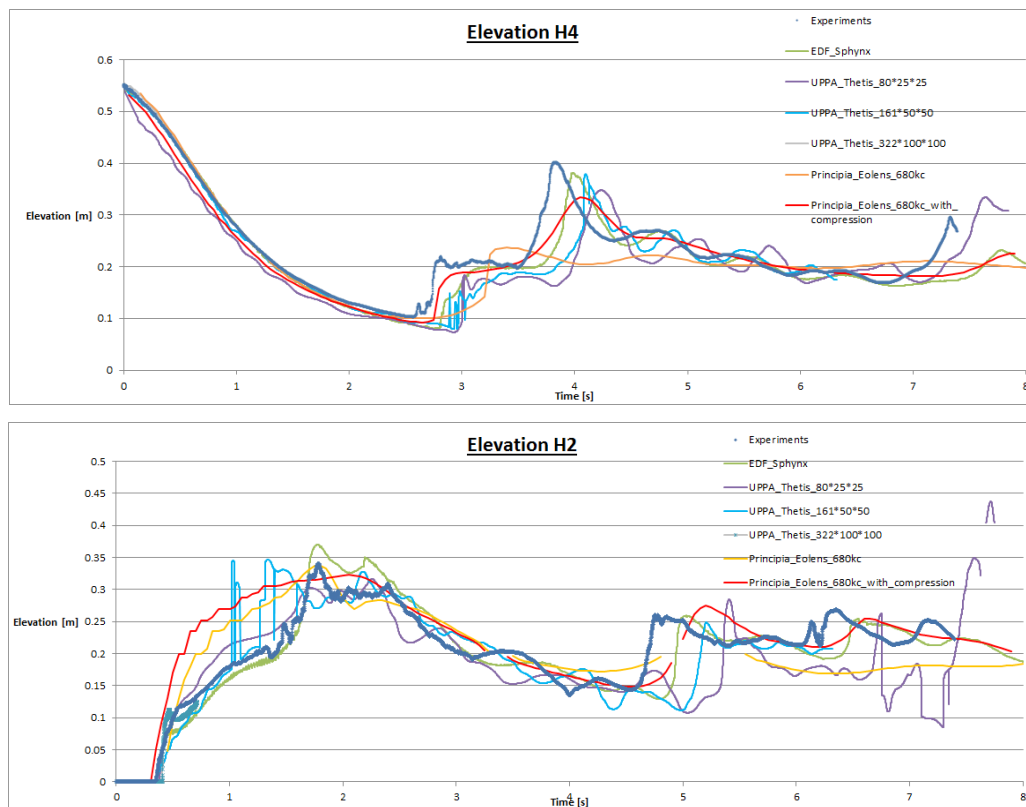 Elevation H4
Experiments
EDF_Sphynx
UPPA_Thetis_80*25*25
UPPA_Thetis_161*50*50
UPPA_Thetis_322*100*100
Principia_Eolens_680kc
Principia_Eolens_680kc_with_
compression
0.6
0.5
0.4
0.3
Elevation [m]
0.2
0.1
0
0 1 2 3 4 5 6 7 8
Time [s]
Elevation H2
Experiments
EDF_Sphynx
UPPA_Thetis_80*25*25
UPPA_Thetis_161*50*50
UPPA_Thetis_322*100*100
Principia_Eolens_680kc
Principia_Eolens_680kc_with_compression
0.5
0.45
0.4
0.35
0.3
0.25
Elevation [m]
0.2
0.15
0.1
0.05
0
0 1 2 3 4 5 6 7 8
Time [s]